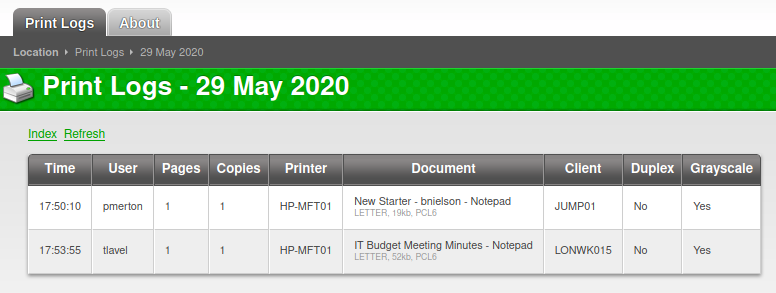 Print Logs About
Location Print Logs 29 May 2020
Print Logs - 29 May 2020
Index Refresh
Time User Pages Copies Printer Document Client Duplex Grayscale
17:50:10 pmerton 1 1 HP-MFT01 New Starter - bnielson - Notepad JUMP01 No Yes
LETTER, 19kb, PCL6
17:53:55 tlavel 1 1 HP-MFT01 IT Budget Meeting Minutes - Notepad LONWK015 No Yes
LETTER, 52kb, PCL6